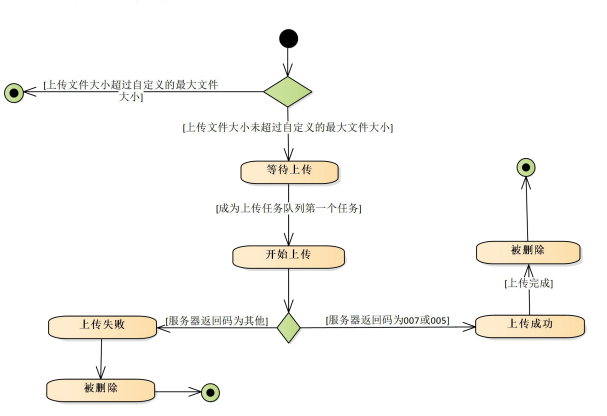 [上传文件大小超过自定义的最大文件
大小]
[上传文件大小未超过自定义的最大文件大小]
等待上传
[成为上传任务队列第一个任务]
开始上传
被删除
[上传完成]
上传失败
[服务器返回码为其他]
[服务器返回码为007或005]
上传成功
被删除